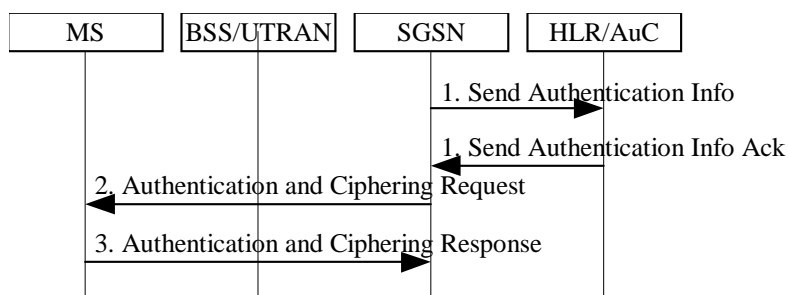 MS BSS/UTRAN SGSN HLR/AuC
1. Send Authentication Info
1. Send Authentication Info Ack
2. Authentication and Ciphering Request
3. Authentication and Ciphering Response